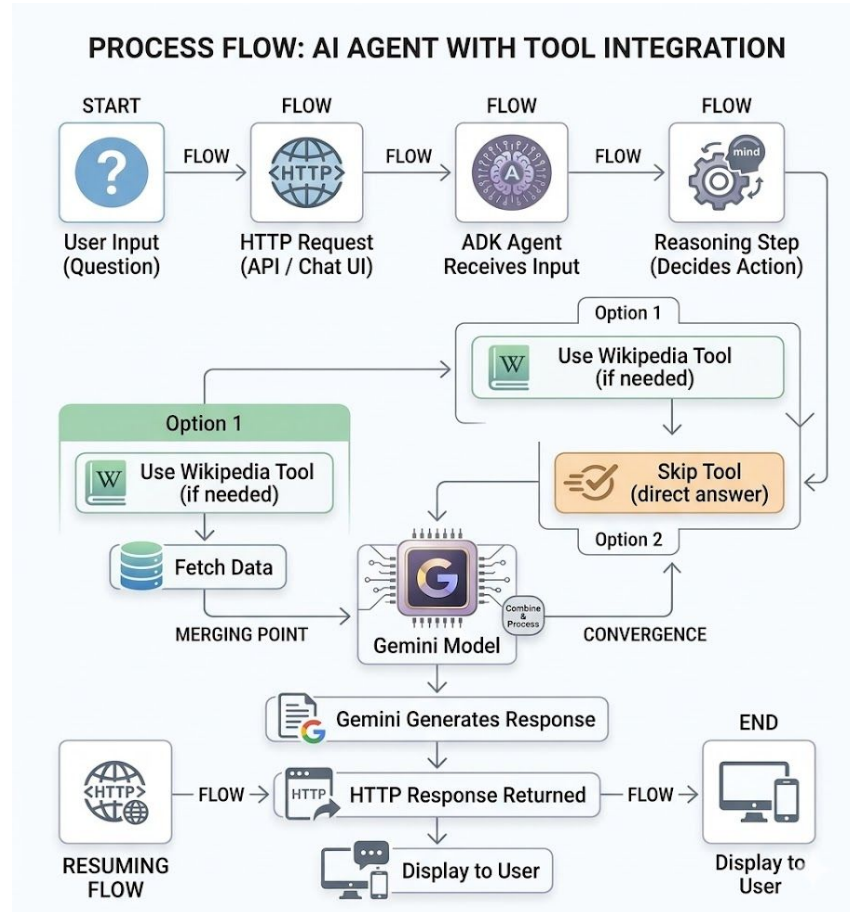 PROCESS FLOW: AI AGENT WITH TOOL INTEGRATION
START
FLOW
FLOW
FLOW
?
FLOW
<HTTP>
FLOW
A
FLOW
mind
User Input
(Question)
HTTP Request
(API / Chat UI)
ADK Agent
Receives Input
Reasoning Step
(Decides Action)
Option 1
W
Use Wikipedia Tool
(if needed)
Option 1
W
Use Wikipedia Tool
(if needed)
Skip Tool
(direct answer)
Option 2
Fetch Data
G
Combine
&
Process
MERGING POINT
Gemini Model
CONVERGENCE
G
Gemini Generates Response
END
<HTTP>
FLOW
HTTP
HTTP Response Returned
FLOW
RESUMING
FLOW
Display to User
Display to
User